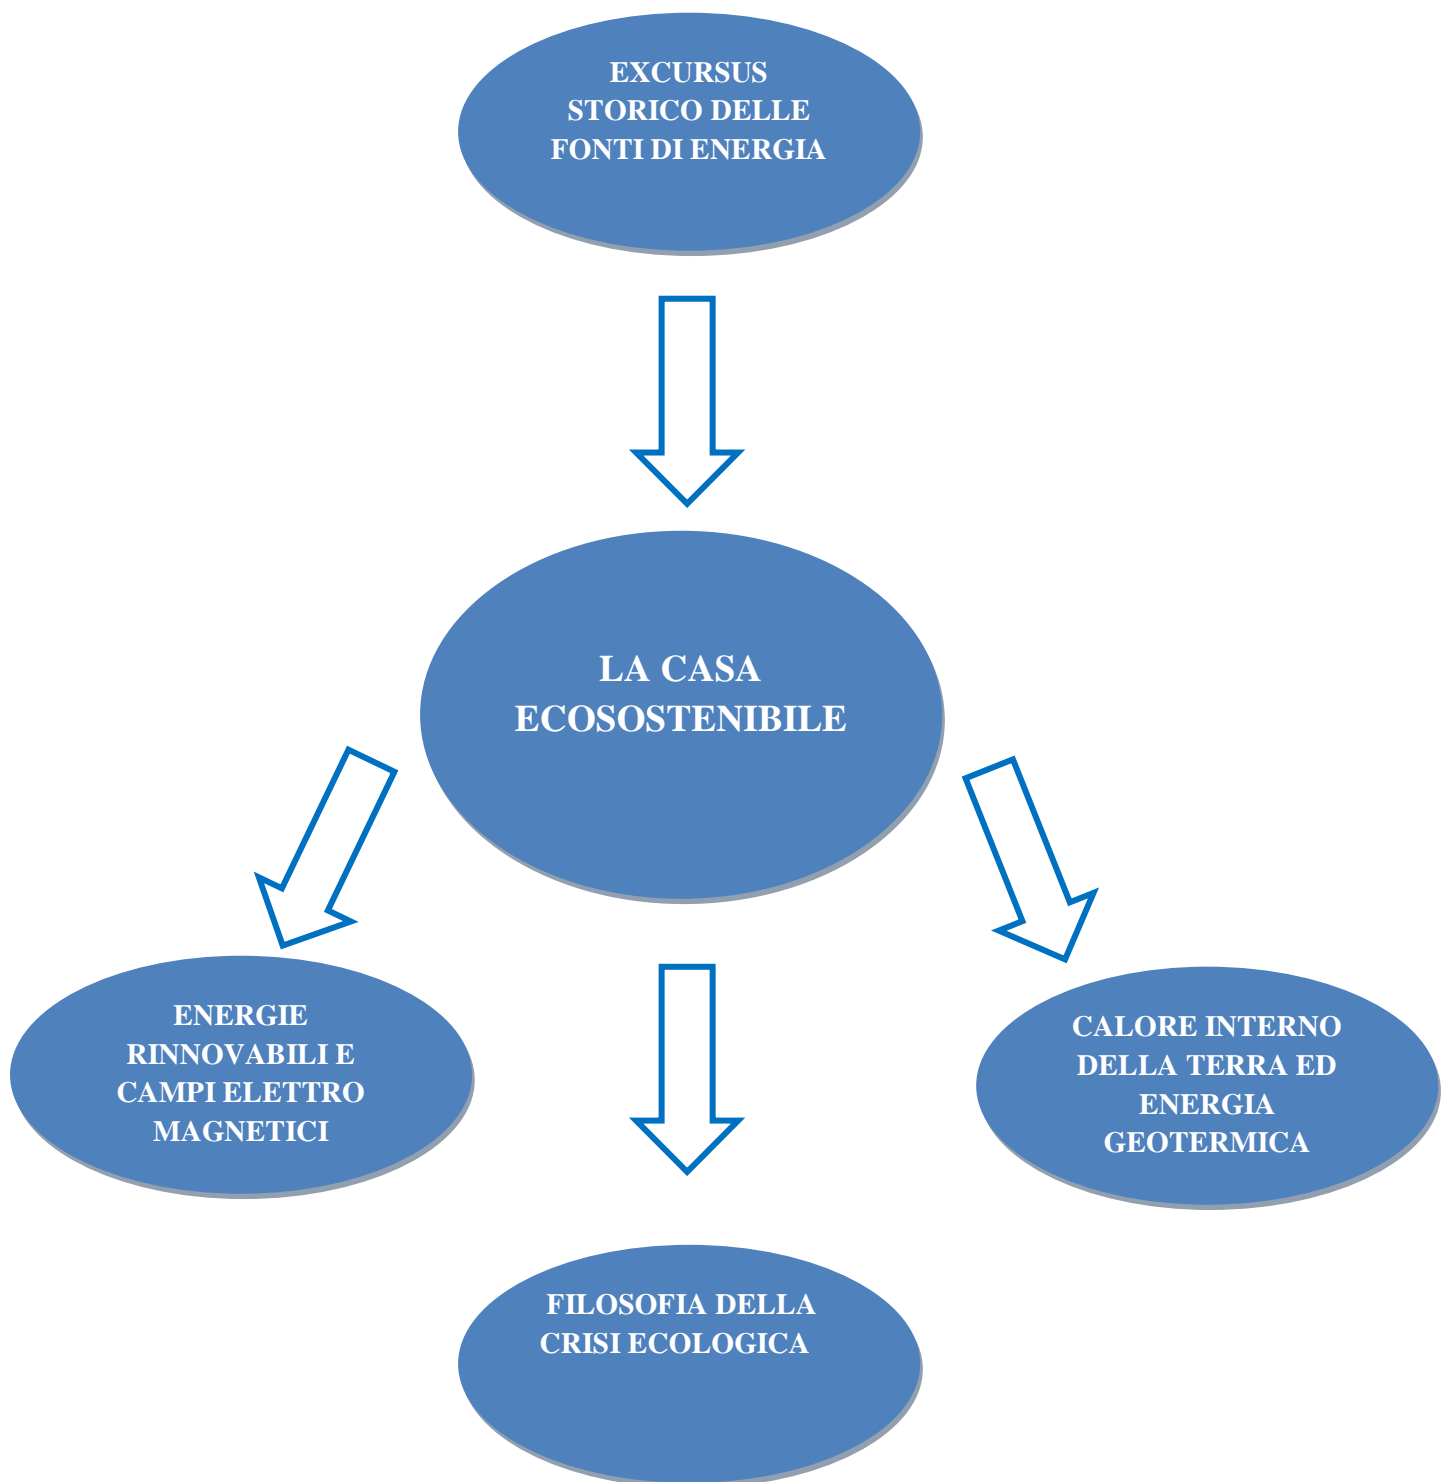 EXCURSUS
STORICO DELLE
FONTI DI ENERGIA
LA CASA
ECOSOSTENIBILE
ENERGIE
RINNOVABILI E
CAMPI ELETTRO
MAGNETICI
CALORE INTERNO
DELLA TERRA ED
ENERGIA
GEOTERMICA
FILOSOFIA DELLA
CRISI ECOLOGICA